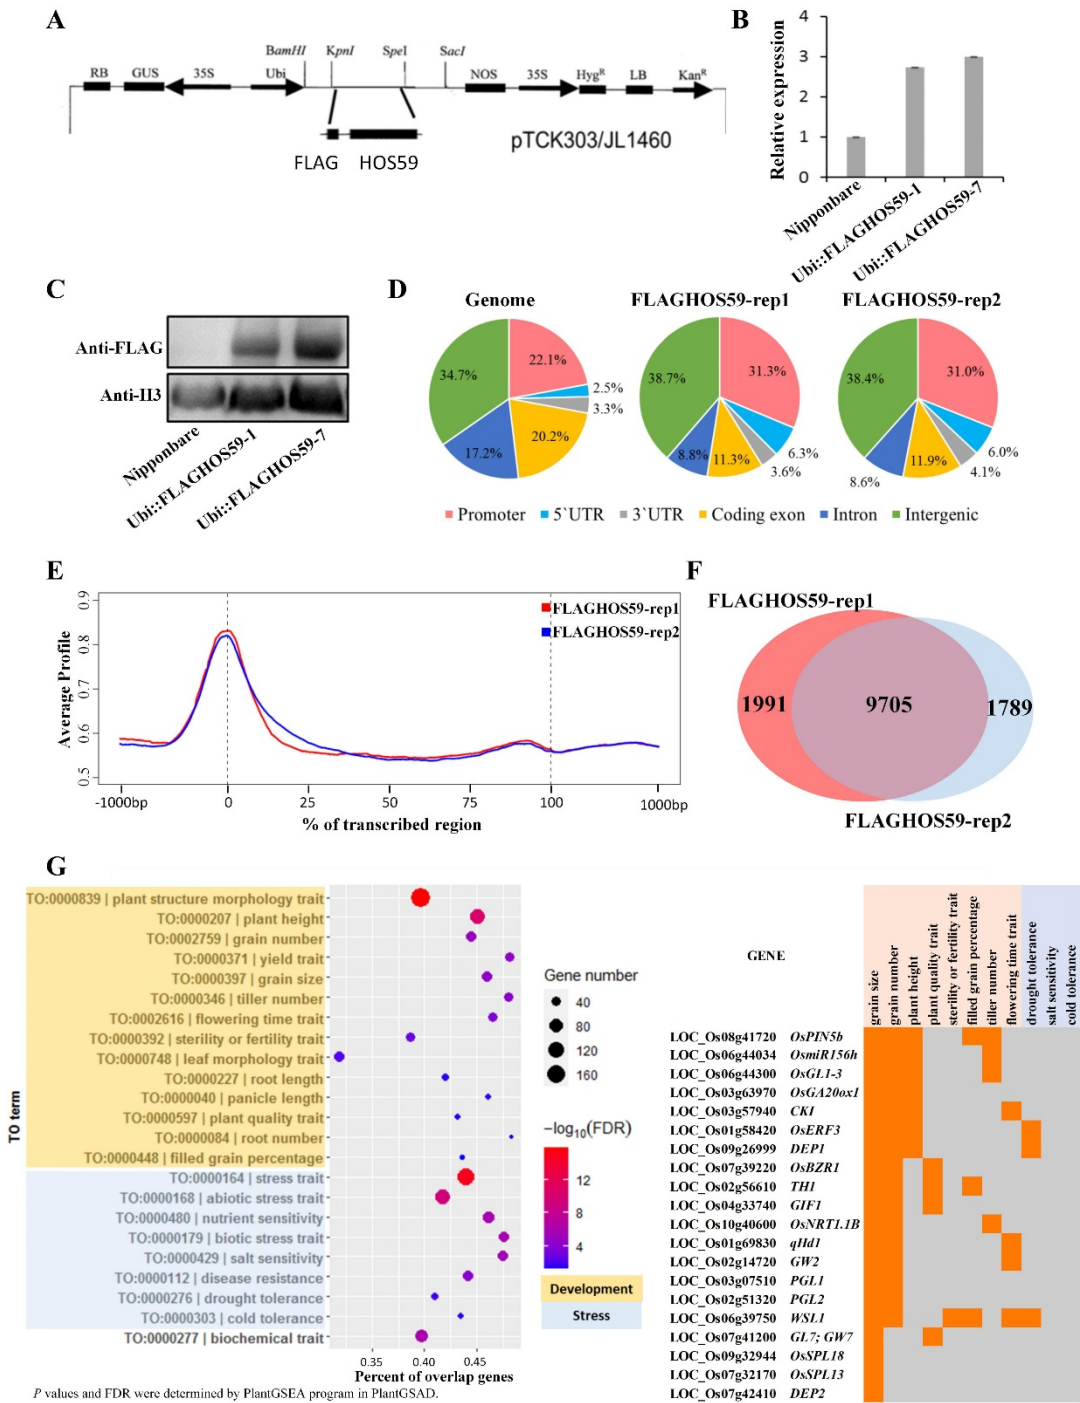 A
BamHI KpnI SpeI SacI
RB GUS 35S Ubi NOS 35S Hyg^R LB Kan^R
FLAG HOS59
pTCK303/JL1460
B
Relative expression
4
3
2
1
0
Nipponbare
Ubi::FLAGHOS59-1
Ubi::FLAGHOS59-7
C
Anti-FLAG
Anti-H3
Nipponbare
Ubi::FLAGHOS59-1
Ubi::FLAGHOS59-7
D
Genome
22.1%
2.5%
3.3%
20.2%
17.2%
34.7%
FLAGHOS59-rep1
31.3%
6.3%
3.6%
11.3%
8.8%
38.7%
FLAGHOS59-rep2
31.0%
6.0%
4.1%
11.9%
8.6%
38.4%
Promoter 5`UTR 3`UTR Coding exon Intron Intergenic
E
Average Profile
0.9
0.8
0.7
0.6
0.5
FLAGHOS59-rep1
FLAGHOS59-rep2
-1000bp 0 25 50 75 100 1000bp
% of transcribed region
F
FLAGHOS59-rep1
1991 9705 1789
FLAGHOS59-rep2
G
TO term
TO:0000839 | plant structure morphology trait
TO:0000207 | plant height
TO:0002759 | grain number
TO:0000371 | yield trait
TO:0000397 | grain size
TO:0000346 | tiller number
TO:0002616 | flowering time trait
TO:0000392 | sterility or fertility trait
TO:0000748 | leaf morphology trait
TO:0000227 | root length
TO:0000040 | panicle length
TO:0000597 | plant quality trait
TO:0000084 | root number
TO:0000448 | filled grain percentage
TO:0000164 | stress trait
TO:0000168 | abiotic stress trait
TO:0000480 | nutrient sensitivity
TO:0000179 | biotic stress trait
TO:0000429 | salt sensitivity
TO:0000112 | disease resistance
TO:0000276 | drought tolerance
TO:0000303 | cold tolerance
TO:0000277 | biochemical trait
0.35 0.40 0.45
Percent of overlap genes
Gene number
40
80
120
160
−log10(FDR)
12
8
4
Development
Stress
P values and FDR were determined by PlantGSEA program in PlantGSAD.
GENE
grain size
grain number
plant height
plant quality trait
sterility or fertility trait
filled grain percentage
tiller number
flowering time trait
drought tolerance
salt sensitivity
cold tolerance
LOC_Os08g41720 OsPIN5b
LOC_Os06g44034 OsmiR156h
LOC_Os06g44300 OsGL1-3
LOC_Os03g63970 OsGA20ox1
LOC_Os03g57940 CKI
LOC_Os01g58420 OsERF3
LOC_Os09g26999 DEP1
LOC_Os07g39220 OsBZR1
LOC_Os02g56610 TH1
LOC_Os04g33740 GIF1
LOC_Os10g40600 OsNRT1.1B
LOC_Os01g69830 qHd1
LOC_Os02g14720 GW2
LOC_Os03g07510 PGL1
LOC_Os02g51320 PGL2
LOC_Os06g39750 WSL1
LOC_Os07g41200 GL7; GW7
LOC_Os09g32944 OsSPL18
LOC_Os07g32170 OsSPL13
LOC_Os07g42410 DEP2